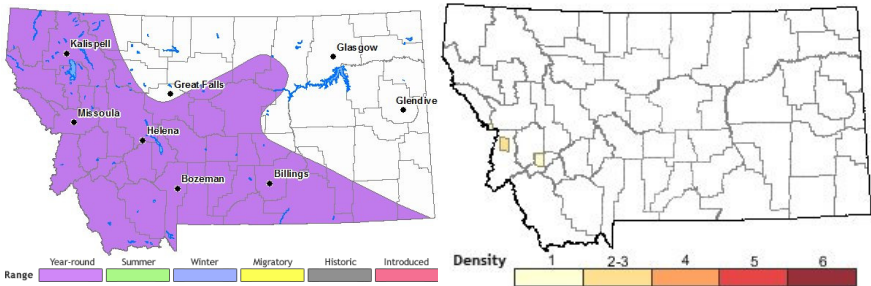 Kalispell
Glasgow
Great Falls
Glendive
Missoula
Helena
Bozeman
Billings
Range Year-round Summer Winter Migratory Historic Introduced
Density 1 2-3 4 5 6